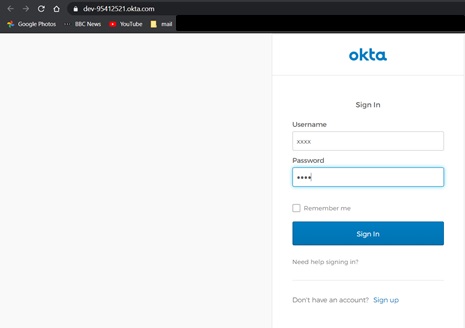 dev-95412521.okta.com
Google Photos BBC News YouTube mail
okta
Sign In
Username
xxxx
Password
••••
Remember me
Sign In
Need help signing in?
Don't have an account? Sign up